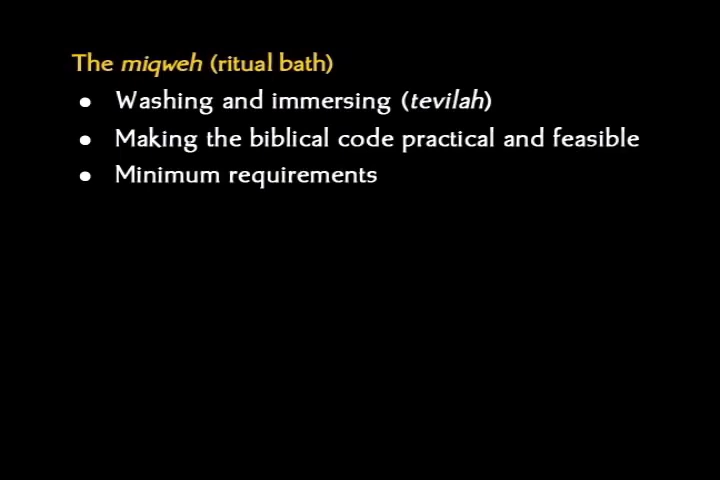 The miqweh (ritual bath)
● Washing and immersing (tevilah)
● Making the biblical code practical and feasible
● Minimum requirements